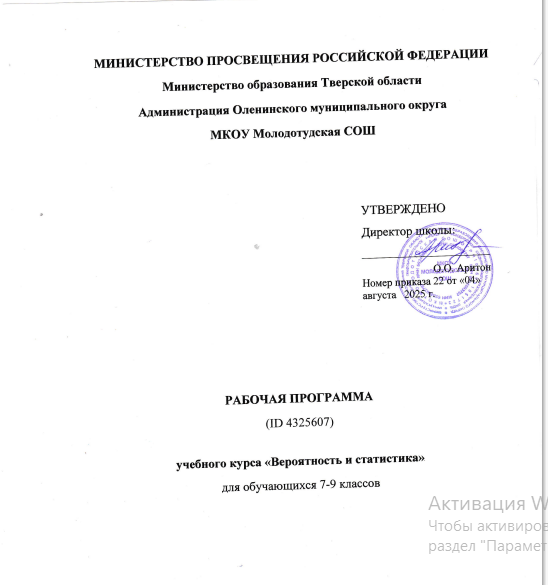 МИНИСТЕРСТВО ПРОСВЕЩЕНИЯ РОССИЙСКОЙ ФЕДЕРАЦИИ
Министерство образования Тверской области
Администрация Оленинского муниципального округа
МКОУ Молодотудская СОШ
УТВЕРЖДЕНО
Директор школы:
О.О. Аритон
Номер приказа 22 от «04»
августа 2025 г.
РАБОЧАЯ ПРОГРАММА
(ID 4325607)
учебного курса «Вероятность и статистика»
для обучающихся 7-9 классов
Активация W
Чтобы активиров
раздел "Парамет